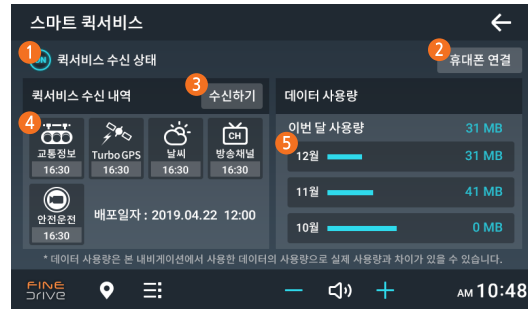 스마트 퀵서비스
1 ON 퀵서비스 수신 상태
2 휴대폰 연결
퀵서비스 수신 내역
3 수신하기
데이터 사용량
4
교통정보 16:30
Turbo GPS 16:30
날씨 16:30
CH 방송채널 16:30
안전운전 16:30
배포일자 : 2019.04.22 12:00
이번 달 사용량 31 MB
5
12월 31 MB
11월 41 MB
10월 0 MB
* 데이터 사용량은 본 내비게이션에서 사용한 데이터의 사용량으로 실제 사용량과 차이가 있을 수 있습니다.
FINE
DRIVE
AM 10:48